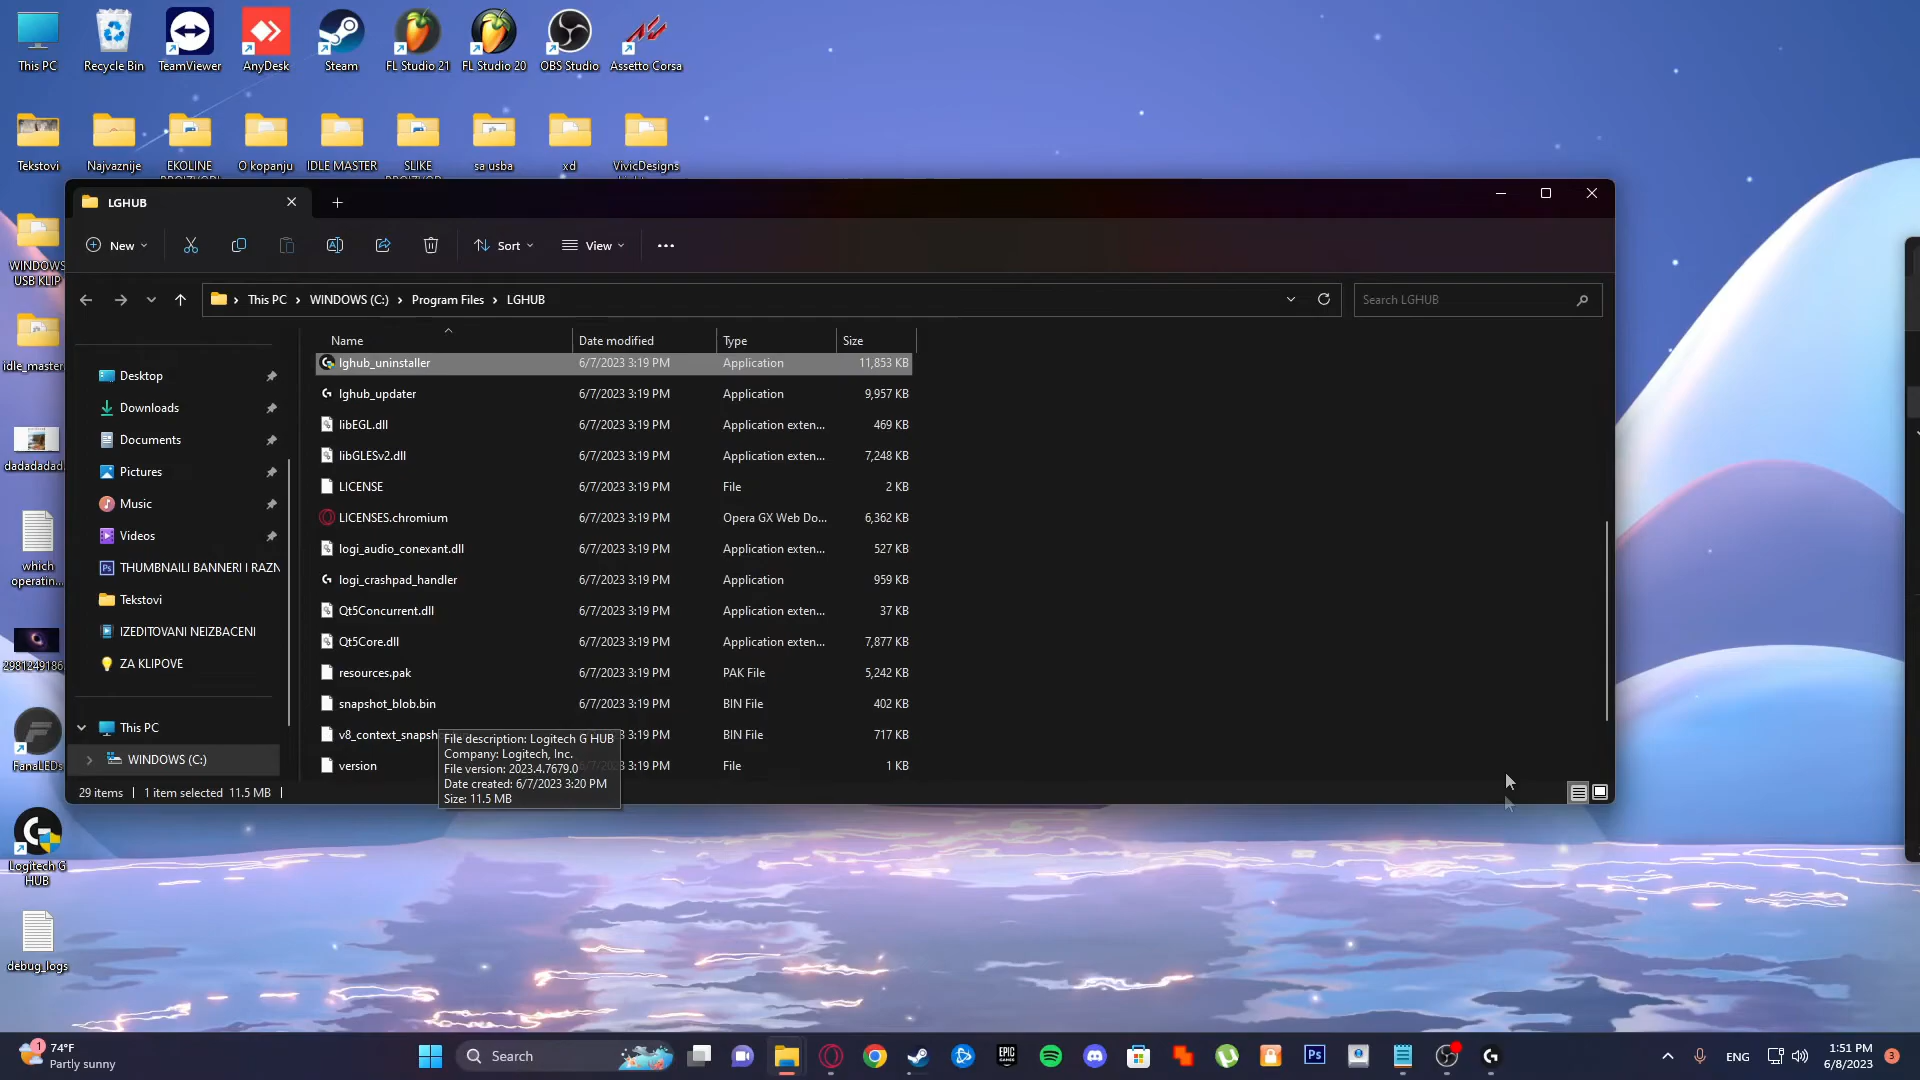 This PC
Recycle Bin
TeamViewer
AnyDesk
Steam
FL Studio 21
FL Studio 20
OBS Studio
Assetto Corsa
Tekstovi
Najvaznije
EKOLINE
O kopanju
IDLE MASTER
SLIKE
sa usba
xd
VivicDesigns
WINDOWS
USB KLIP
idle_master
dadadadad
which
operatin...
2981249186
FanaLEDs
Logitech G
HUB
debug_logs
LGHUB
New
Sort
View
This PC > WINDOWS (C:) > Program Files > LGHUB
Search LGHUB
Desktop
Downloads
Documents
Pictures
Music
Videos
THUMBNAILI BANNERI I RAZN
Tekstovi
IZEDITOVANI NEIZBACENI
ZA KLIPOVE
This PC
WINDOWS (C:)
Name Date modified Type Size
lghub_uninstaller 6/7/2023 3:19 PM Application 11,853 KB
lghub_updater 6/7/2023 3:19 PM Application 9,957 KB
libEGL.dll 6/7/2023 3:19 PM Application exten... 469 KB
libGLESv2.dll 6/7/2023 3:19 PM Application exten... 7,248 KB
LICENSE 6/7/2023 3:19 PM File 2 KB
LICENSES.chromium 6/7/2023 3:19 PM Opera GX Web Do... 6,362 KB
logi_audio_conexant.dll 6/7/2023 3:19 PM Application exten... 527 KB
logi_crashpad_handler 6/7/2023 3:19 PM Application 959 KB
Qt5Concurrent.dll 6/7/2023 3:19 PM Application exten... 37 KB
Qt5Core.dll 6/7/2023 3:19 PM Application exten... 7,877 KB
resources.pak 6/7/2023 3:19 PM PAK File 5,242 KB
snapshot_blob.bin 6/7/2023 3:19 PM BIN File 402 KB
v8_context_snapsh 3:19 PM BIN File 717 KB
version 3:19 PM File 1 KB
File description: Logitech G HUB
Company: Logitech, Inc.
File version: 2023.4.7679.0
Date created: 6/7/2023 3:20 PM
Size: 11.5 MB
29 items 1 item selected 11.5 MB
1
74°F
Partly sunny
Search
EPIC
GAMES
Ps
ENG
1:51 PM
6/8/2023
3